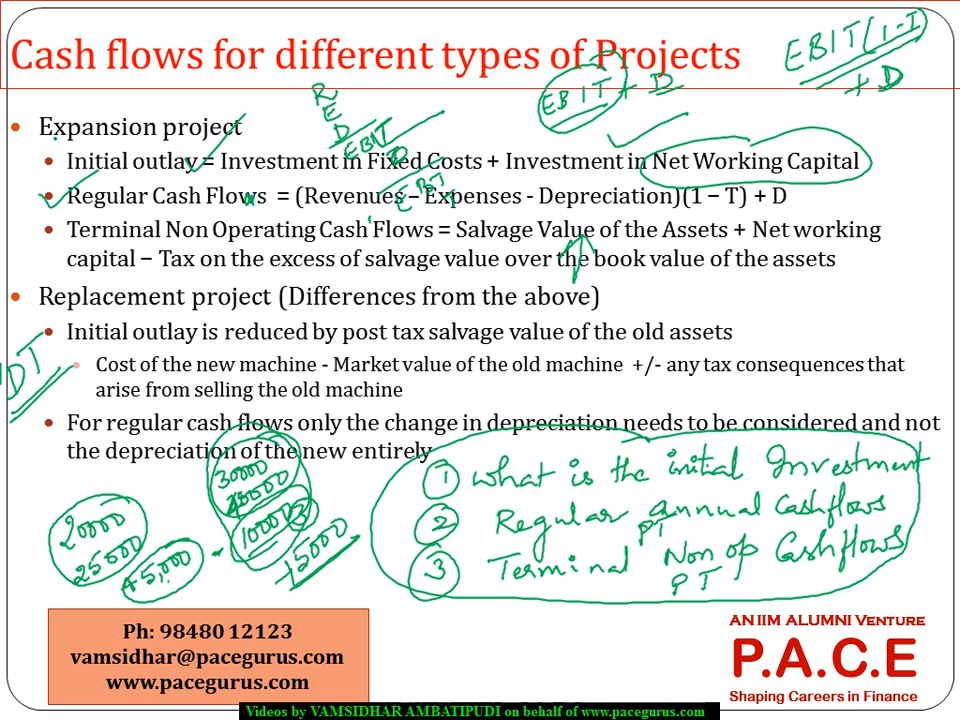 Cash flows for different types of Projects
EBIT(1-T)
+ D
EBIT + D
RED
EBIT
EBT
• Expansion project
• Initial outlay = Investment in Fixed Costs + Investment in Net Working Capital
• Regular Cash Flows = (Revenues – Expenses - Depreciation)(1 – T) + D
• Terminal Non Operating Cash Flows = Salvage Value of the Assets + Net working
capital – Tax on the excess of salvage value over the book value of the assets
• Replacement project (Differences from the above)
• Initial outlay is reduced by post tax salvage value of the old assets
• Cost of the new machine - Market value of the old machine +/- any tax consequences that
arise from selling the old machine
• For regular cash flows only the change in depreciation needs to be considered and not
the depreciation of the new entirely
20000
25000
45,000
30000
10000
15000
① What is the initial Investment
② Regular annual Cashflows
PT
③ Terminal Non op Cashflows
PT
Ph: 98480 12123
vamsidhar@pacegurus.com
www.pacegurus.com
AN IIM ALUMNI VENTURE
P.A.C.E
Shaping Careers in Finance
Videos by VAMSIDHAR AMBATIPUDI on behalf of www.pacegurus.com